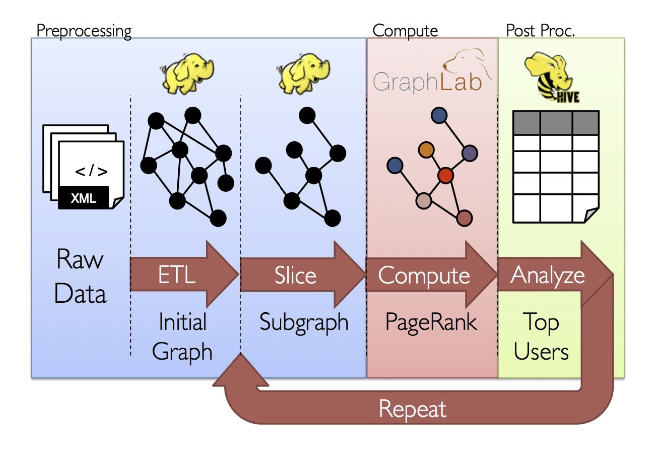 Preprocessing
Compute
Post Proc.
GraphLab
HIVE
</>
XML
Raw
Data
ETL
Slice
Compute
Analyze
Initial
Graph
Subgraph
PageRank
Top
Users
Repeat